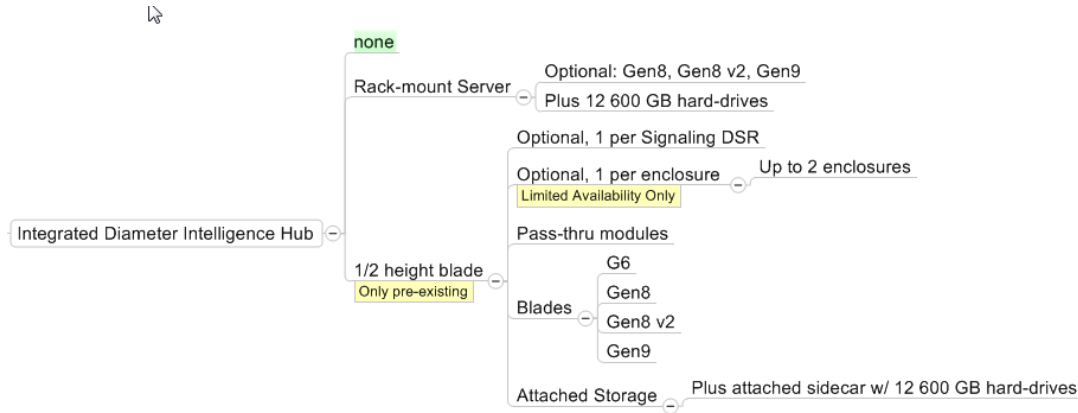 none
Rack-mount Server
Optional: Gen8, Gen8 v2, Gen9
Plus 12 600 GB hard-drives
Integrated Diameter Intelligence Hub
1/2 height blade
Only pre-existing
Optional, 1 per Signaling DSR
Optional, 1 per enclosure
Limited Availability Only
Up to 2 enclosures
Pass-thru modules
Blades
G6
Gen8
Gen8 v2
Gen9
Attached Storage
Plus attached sidecar w/ 12 600 GB hard-drives